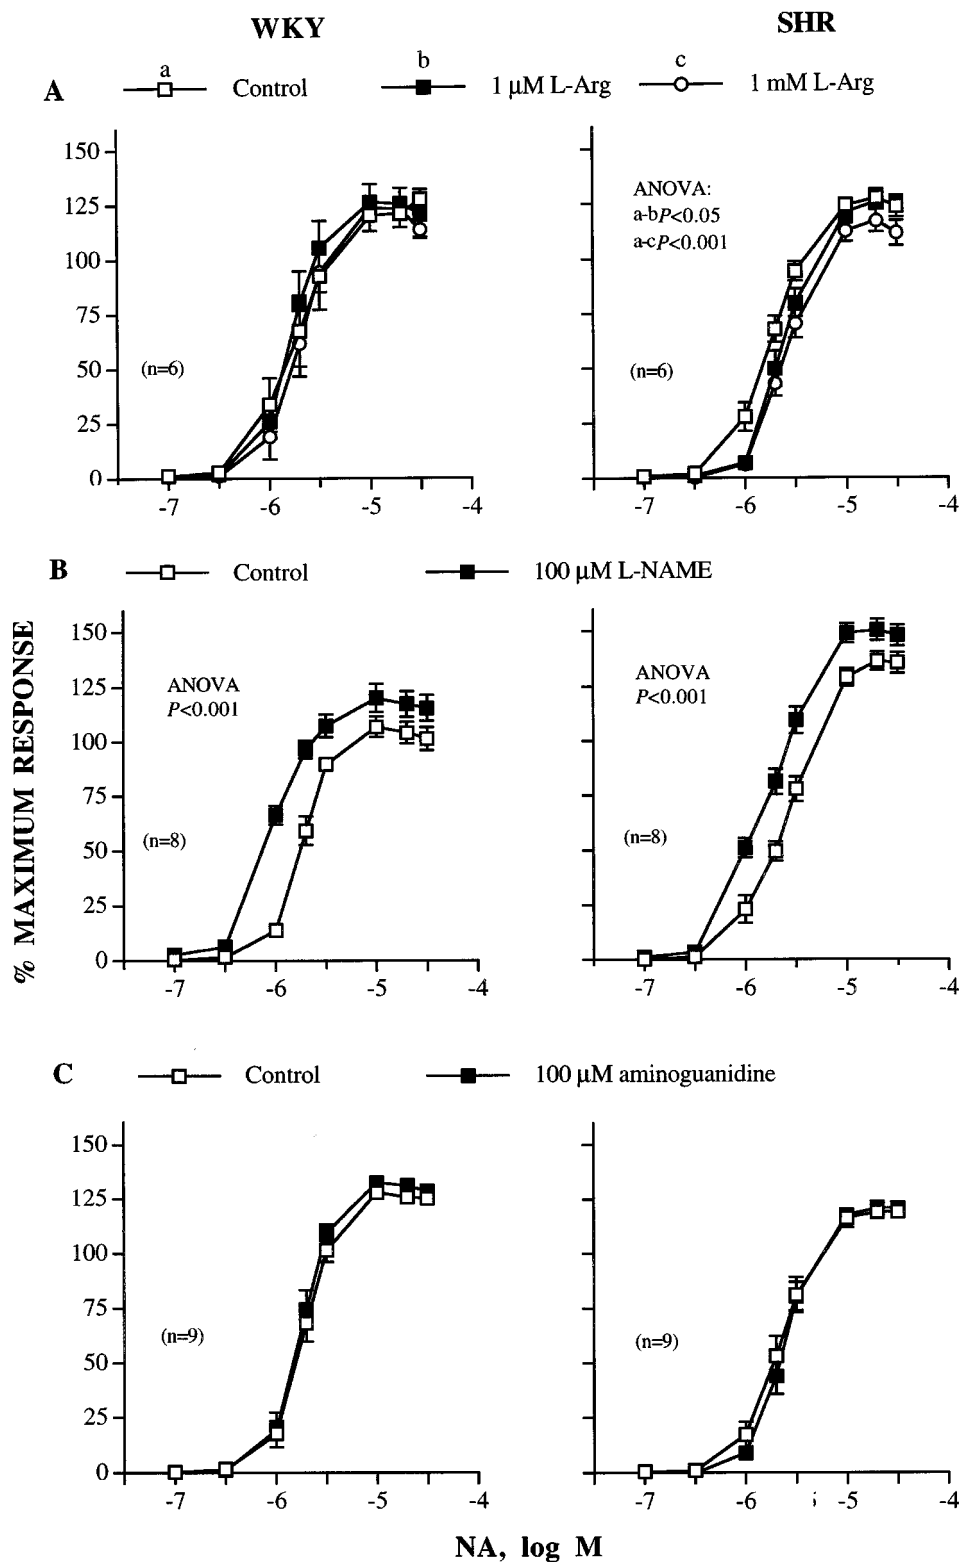 WKY SHR
a b c
A Control 1 μM L-Arg 1 mM L-Arg
150
125
100
75
50
25
0
(n=6)
-7 -6 -5 -4
ANOVA:
a-b P<0.05
a-c P<0.001
(n=6)
-7 -6 -5 -4
B Control 100 μM L-NAME
150
125
100
75
50
25
0
ANOVA
P<0.001
(n=8)
-7 -6 -5 -4
ANOVA
P<0.001
(n=8)
-7 -6 -5 -4
% MAXIMUM RESPONSE
C Control 100 μM aminoguanidine
150
125
100
75
50
25
0
(n=9)
-7 -6 -5 -4
(n=9)
-7 -6 -5 -4
NA, log M